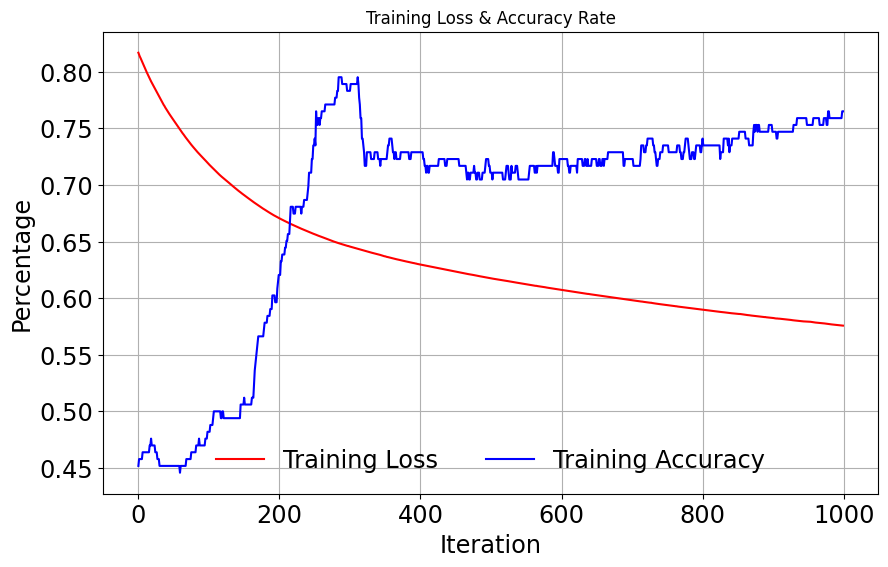 Training Loss & Accuracy Rate
Percentage
0.80
0.75
0.70
0.65
0.60
0.55
0.50
0.45
Training Loss
Training Accuracy
0
200
400
600
800
1000
Iteration